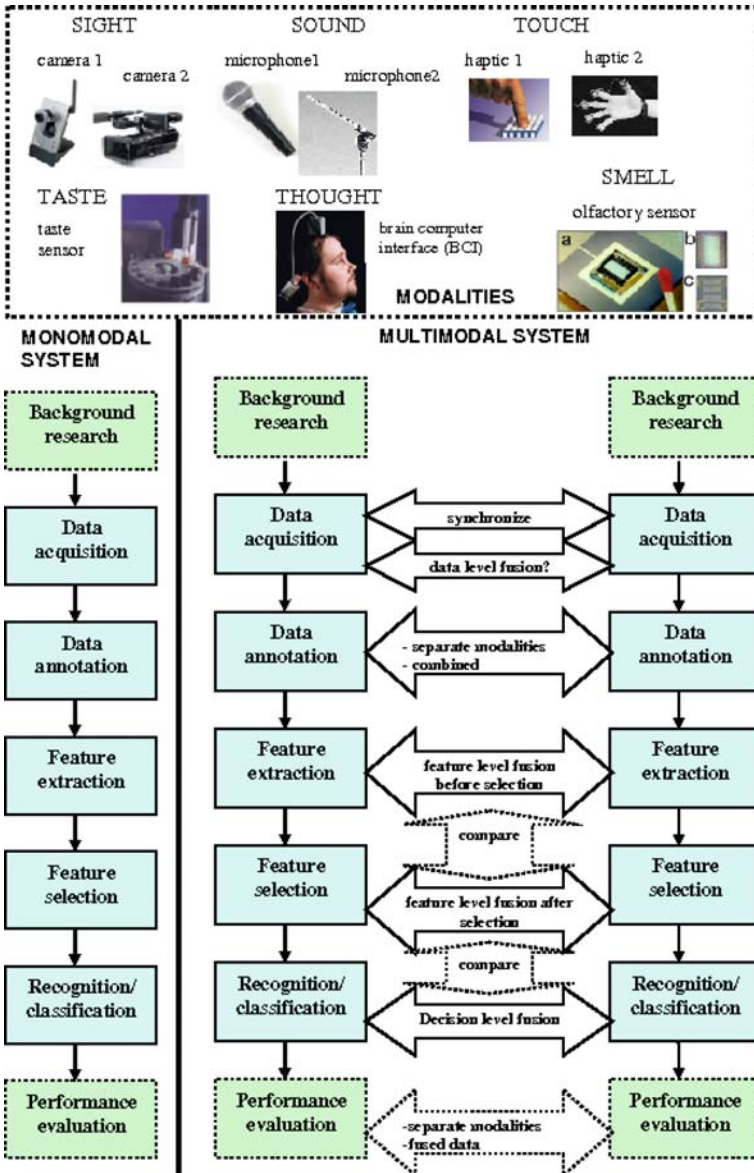 SIGHT
SOUND
TOUCH
camera 1
camera 2
microphone1
microphone2
haptic 1
haptic 2
TASTE
taste
sensor
THOUGHT
brain computer
interface (BCI)
SMELL
olfactory sensor
a
b
c
MODALITIES
MONOMODAL
SYSTEM
Background
research
Data
acquisition
Data
annotation
Feature
extraction
Feature
selection
Recognition/
classification
Performance
evaluation
MULTIMODAL SYSTEM
Background
research
Data
acquisition
Data
annotation
Feature
extraction
Feature
selection
Recognition/
classification
Performance
evaluation
synchronize
data level fusion?
- separate modalities
- combined
feature level fusion
before selection
compare
feature level fusion after
selection
compare
Decision level fusion
-separate modalities
-fused data
Background
research
Data
acquisition
Data
annotation
Feature
extraction
Feature
selection
Recognition/
classification
Performance
evaluation